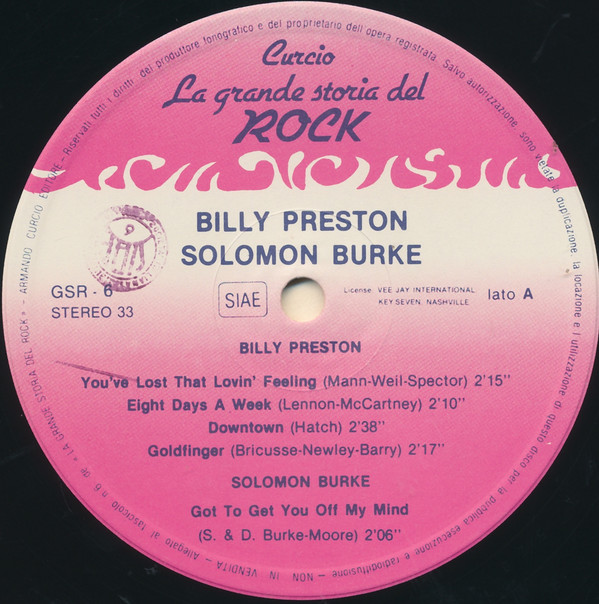 « LA GRANDE STORIA DEL ROCK » - ARMANDO CURCIO EDITORE - Riservati tutti i diritti del produttore fonografico e del proprietario dell'opera registrata. Salvo autorizzazione, sono vietate la duplicazione, la locazione e l'utilizzazione di questo disco per la pubblica esecuzione e radiodiffusione. - NON IN VENDITA - Allegato al fascicolo n. 6 de
Curcio
La grande storia del
ROCK
BILLY PRESTON
SOLOMON BURKE
GSR - 6
STEREO 33
SIAE
License: VEE JAY INTERNATIONAL
KEY SEVEN, NASHVILLE
lato A
BILLY PRESTON
You've Lost That Lovin' Feeling (Mann-Weil-Spector) 2'15"
Eight Days A Week (Lennon-McCartney) 2'10"
Downtown (Hatch) 2'38"
Goldfinger (Bricusse-Newley-Barry) 2'17"
SOLOMON BURKE
Got To Get You Off My Mind
(S. & D. Burke-Moore) 2'06"